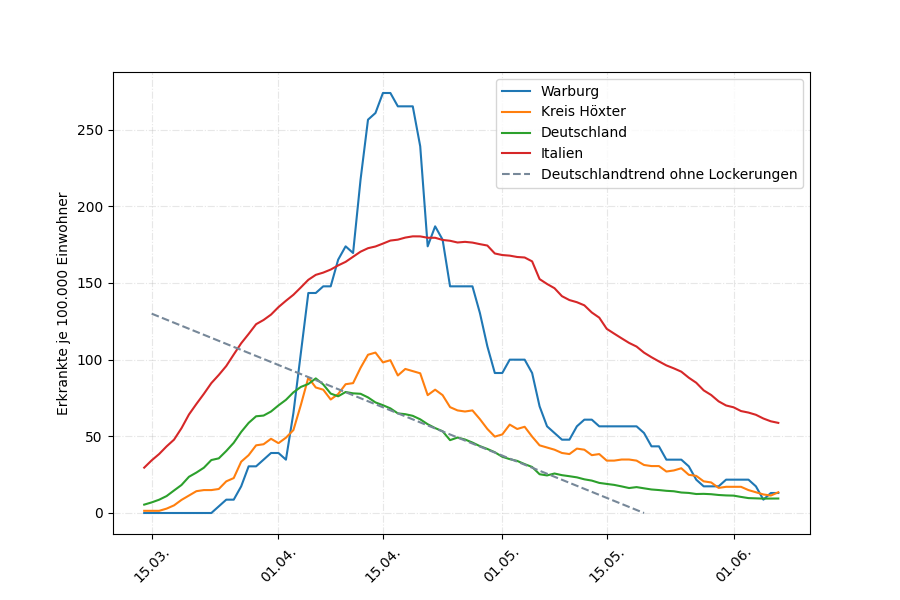 Warburg
Kreis Höxter
Deutschland
Italien
Deutschlandtrend ohne Lockerungen
Erkrankte je 100.000 Einwohner
250
200
150
100
50
0
15.03.
01.04.
15.04.
01.05.
15.05.
01.06.